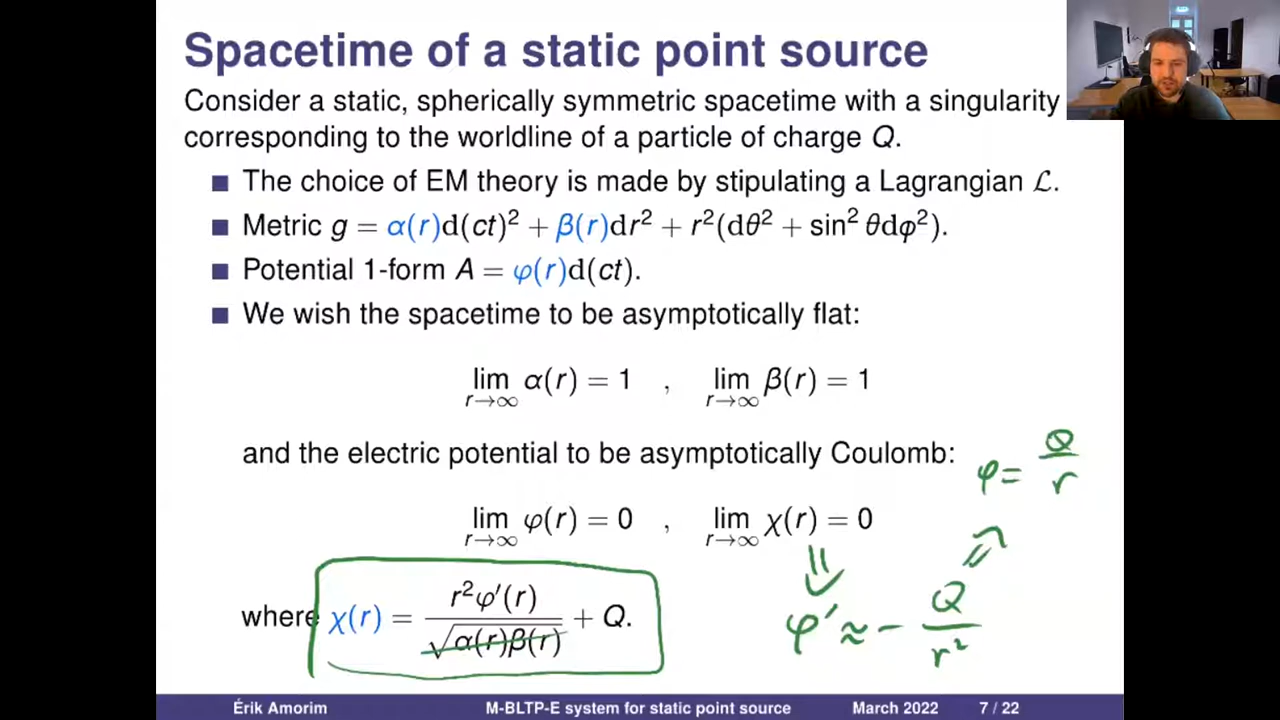 Spacetime of a static point source
Consider a static, spherically symmetric spacetime with a singularity
corresponding to the worldline of a particle of charge Q.
■ The choice of EM theory is made by stipulating a Lagrangian ℒ.
■ Metric g = α(r)d(ct)² + β(r)dr² + r²(dθ² + sin² θdφ²).
■ Potential 1-form A = φ(r)d(ct).
■ We wish the spacetime to be asymptotically flat:
lim r→∞ α(r) = 1 , lim r→∞ β(r) = 1
and the electric potential to be asymptotically Coulomb:
φ = Q/r
lim r→∞ φ(r) = 0 , lim r→∞ χ(r) = 0
⇓ ⇒
where χ(r) = r²φ′(r)/√α(r)β(r) + Q.
φ′ ≈ − Q/r²
Érik Amorim M-BLTP-E system for static point source March 2022 7 / 22